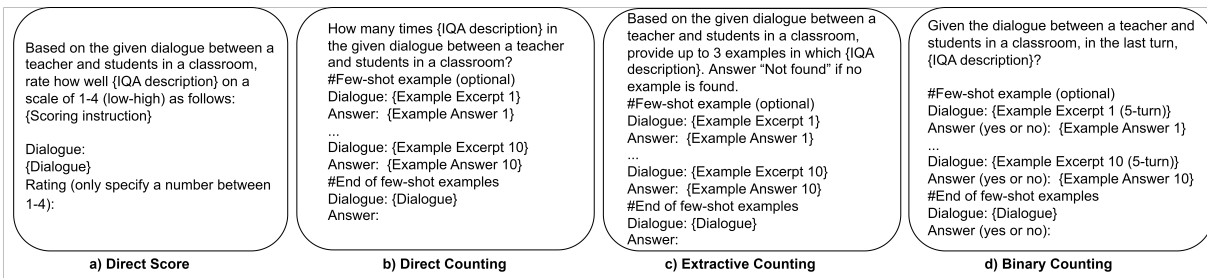 Based on the given dialogue between a
teacher and students in a classroom,
rate how well {IQA description} on a
scale of 1-4 (low-high) as follows:
{Scoring instruction}
Dialogue:
{Dialogue}
Rating (only specify a number between
1-4):
a) Direct Score
How many times {IQA description} in
the given dialogue between a teacher
and students in a classroom?
#Few-shot example (optional)
Dialogue: {Example Excerpt 1}
Answer: {Example Answer 1}
...
Dialogue: {Example Excerpt 10}
Answer: {Example Answer 10}
#End of few-shot examples
Dialogue: {Dialogue}
Answer:
b) Direct Counting
Based on the given dialogue between a
teacher and students in a classroom,
provide up to 3 examples in which {IQA
description}. Answer “Not found” if no
example is found.
#Few-shot example (optional)
Dialogue: {Example Excerpt 1}
Answer: {Example Answer 1}
...
Dialogue: {Example Excerpt 10}
Answer: {Example Answer 10}
#End of few-shot examples
Dialogue: {Dialogue}
Answer:
c) Extractive Counting
Given the dialogue between a teacher and
students in a classroom, in the last turn,
{IQA description}?
#Few-shot example (optional)
Dialogue: {Example Excerpt 1 (5-turn)}
Answer (yes or no): {Example Answer 1}
...
Dialogue: {Example Excerpt 10 (5-turn)}
Answer (yes or no): {Example Answer 10}
#End of few-shot examples
Dialogue: {Dialogue}
Answer (yes or no):
d) Binary Counting